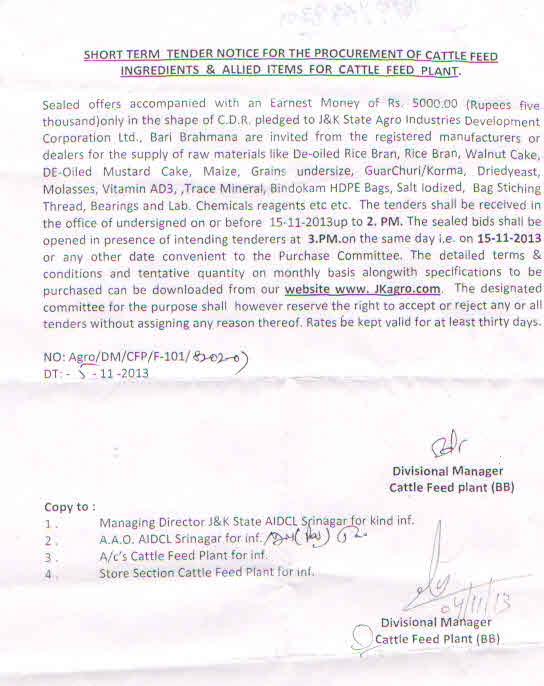 SHORT TERM TENDER NOTICE FOR THE PROCUREMENT OF CATTLE FEED
INGREDIENTS & ALLIED ITEMS FOR CATTLE FEED PLANT.
Sealed offers accompanied with an Earnest Money of Rs. 5000.00 (Rupees five
thousand)only in the shape of C.D.R. pledged to J&K State Agro Industries Development
Corporation Ltd., Bari Brahmana are invited from the registered manufacturers or
dealers for the supply of raw materials like De-oiled Rice Bran, Rice Bran, Walnut Cake,
DE-Oiled Mustard Cake, Maize, Grains undersize, GuarChuri/Korma, Driedyeast,
Molasses, Vitamin AD3, ,Trace Mineral, Bindokam HDPE Bags, Salt Iodized, Bag Stiching
Thread, Bearings and Lab. Chemicals reagents etc etc. The tenders shall be received in
the office of undersigned on or before 15-11-2013up to 2. PM. The sealed bids shall be
opened in presence of intending tenderers at 3.PM.on the same day i.e. on 15-11-2013
or any other date convenient to the Purchase Committee. The detailed terms &
conditions and tentative quantity on monthly basis alongwith specifications to be
purchased can be downloaded from our website www. JKagro.com. The designated
committee for the purpose shall however reserve the right to accept or reject any or all
tenders without assigning any reason thereof. Rates be kept valid for at least thirty days.
NO: Agro/DM/CFP/F-101/
DT: - 5 - 11 -2013
Divisional Manager
Cattle Feed plant (BB)
Copy to :
1. Managing Director J&K State AIDCL Srinagar for kind inf.
2. A.A.O. AIDCL Srinagar for inf.
3. A/c's Cattle Feed Plant for inf.
4. Store Section Cattle Feed Plant for inf.
04/11/13
Divisional Manager
Cattle Feed Plant (BB)